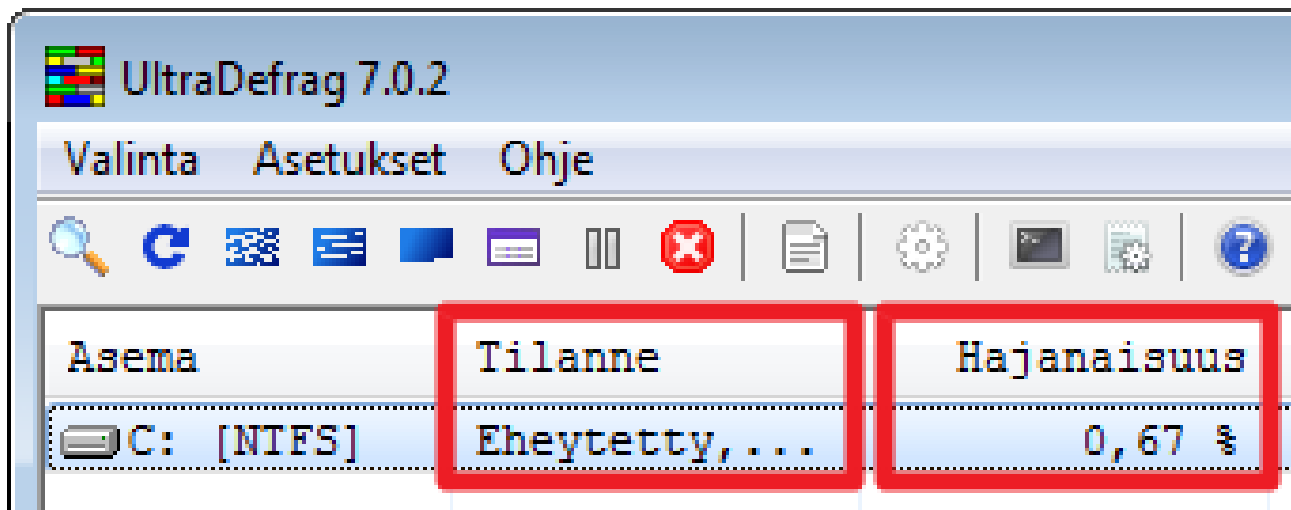 UltraDefrag 7.0.2
Valinta Asetukset Ohje
Asema Tilanne Hajanaisuus
C: [NTFS] Eheytetty,... 0,67 %